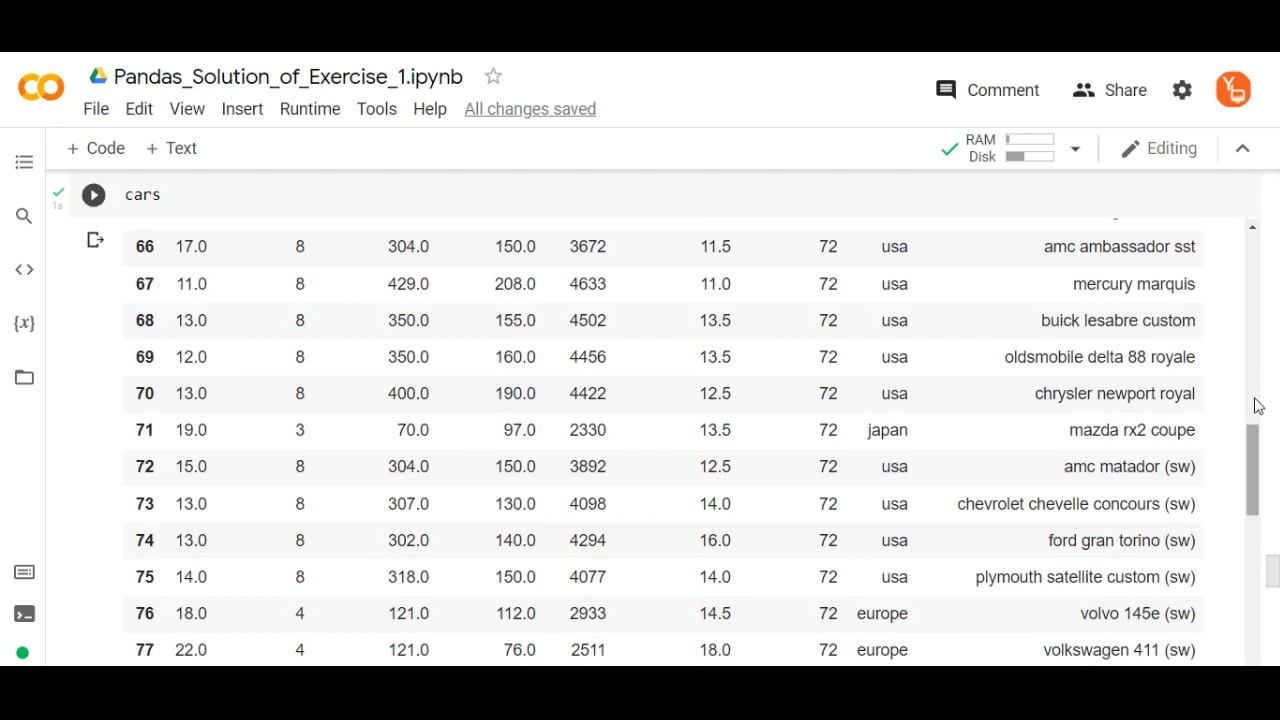 Pandas_Solution_of_Exercise_1.ipynb
Comment
Share
File Edit View Insert Runtime Tools Help All changes saved
+ Code + Text
RAM
Disk
Editing
cars
1s
66 17.0 8 304.0 150.0 3672 11.5 72 usa amc ambassador sst
67 11.0 8 429.0 208.0 4633 11.0 72 usa mercury marquis
68 13.0 8 350.0 155.0 4502 13.5 72 usa buick lesabre custom
69 12.0 8 350.0 160.0 4456 13.5 72 usa oldsmobile delta 88 royale
70 13.0 8 400.0 190.0 4422 12.5 72 usa chrysler newport royal
71 19.0 3 70.0 97.0 2330 13.5 72 japan mazda rx2 coupe
72 15.0 8 304.0 150.0 3892 12.5 72 usa amc matador (sw)
73 13.0 8 307.0 130.0 4098 14.0 72 usa chevrolet chevelle concours (sw)
74 13.0 8 302.0 140.0 4294 16.0 72 usa ford gran torino (sw)
75 14.0 8 318.0 150.0 4077 14.0 72 usa plymouth satellite custom (sw)
76 18.0 4 121.0 112.0 2933 14.5 72 europe volvo 145e (sw)
77 22.0 4 121.0 76.0 2511 18.0 72 europe volkswagen 411 (sw)